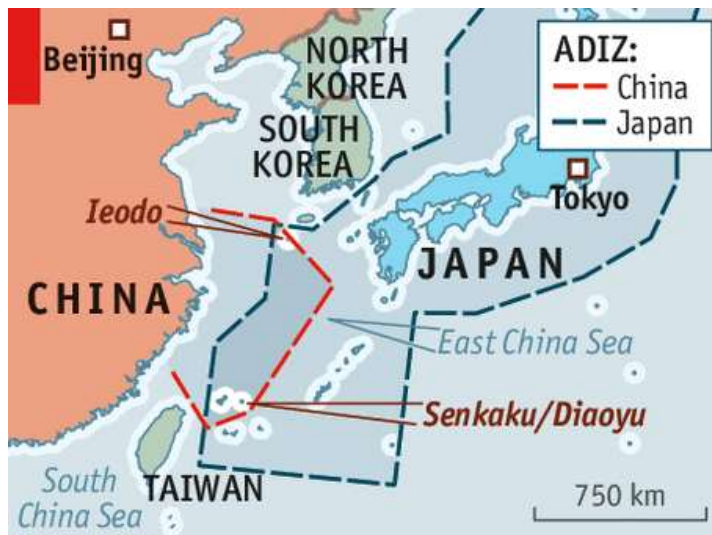 Beijing
NORTH
KOREA
SOUTH
KOREA
ADIZ:
China
Japan
Tokyo
Ieodo
JAPAN
CHINA
East China Sea
Senkaku/Diaoyu
TAIWAN
South
China Sea
750 km